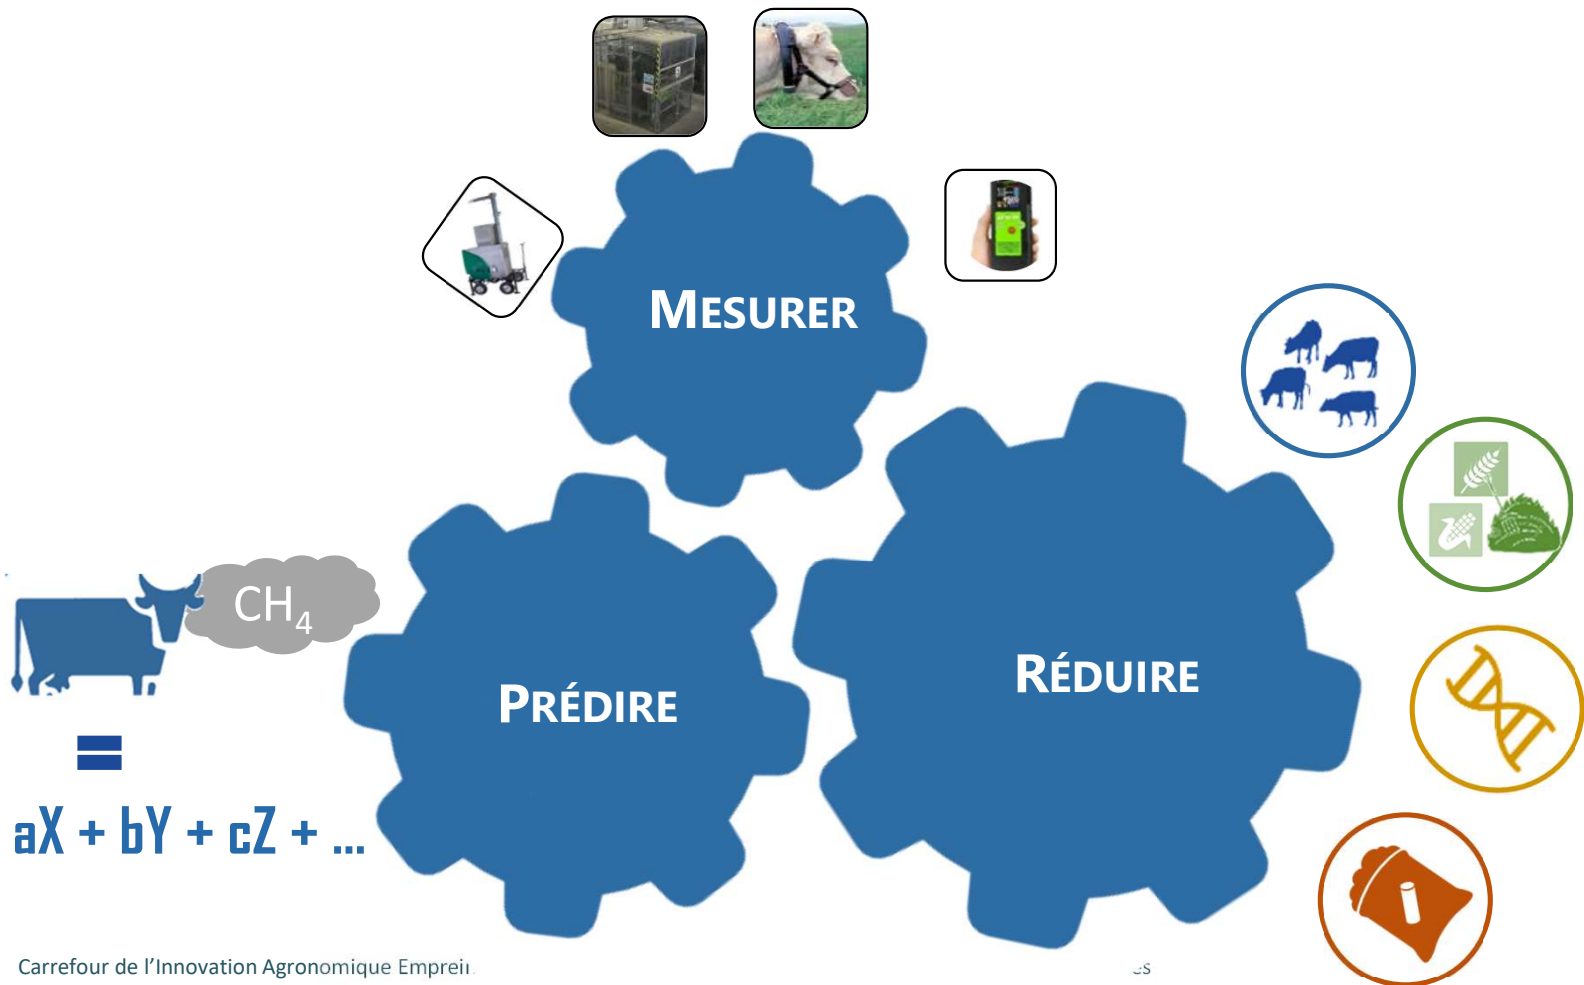 MESURER
RÉDUIRE
PRÉDIRE
CH₄
=
aX + bY + cZ + ...
Carrefour de l’Innovation Agronomique